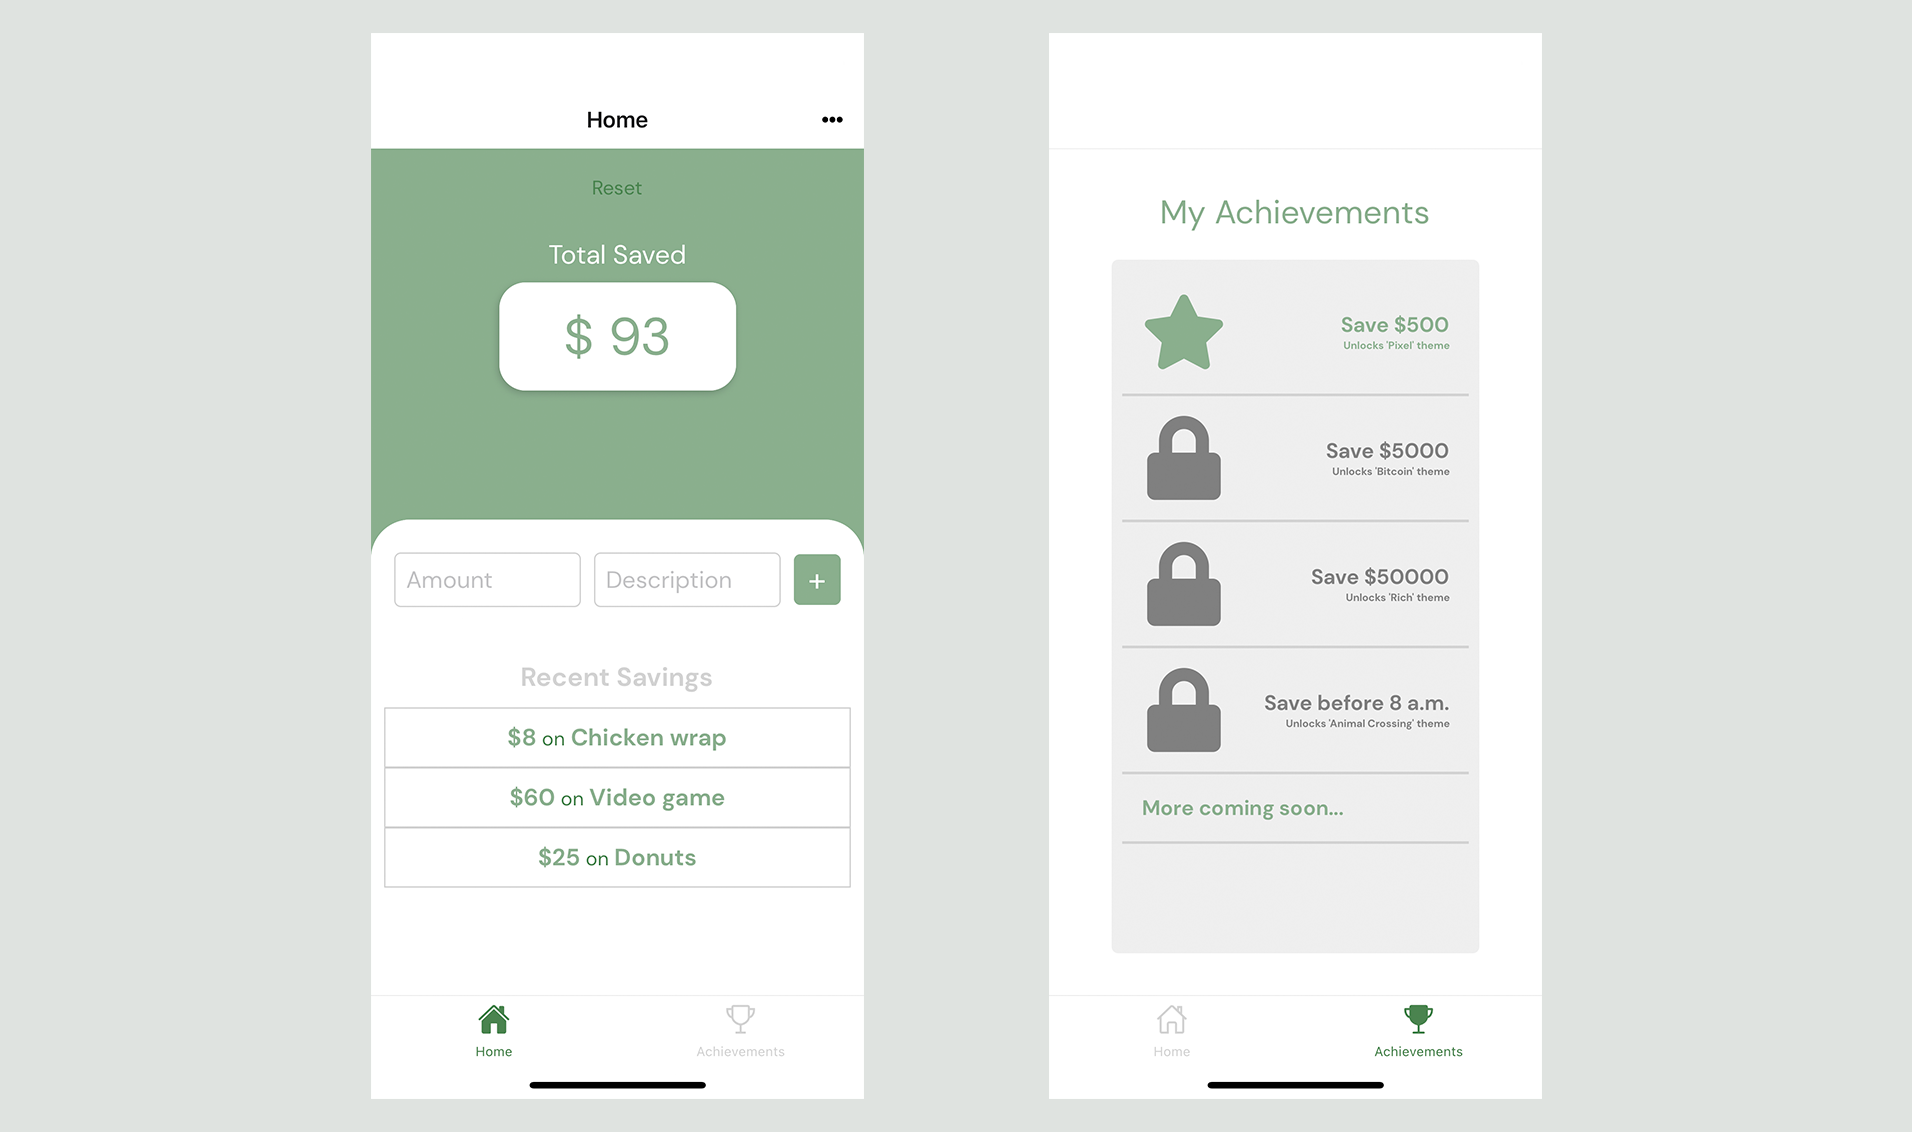 Home
Reset
Total Saved
$ 93
Amount
Description
+
Recent Savings
$8 on Chicken wrap
$60 on Video game
$25 on Donuts
Home
Achievements
My Achievements
Save $500
Unlocks 'Pixel' theme
Save $5000
Unlocks 'Bitcoin' theme
Save $50000
Unlocks 'Rich' theme
Save before 8 a.m.
Unlocks 'Animal Crossing' theme
More coming soon...
Home
Achievements